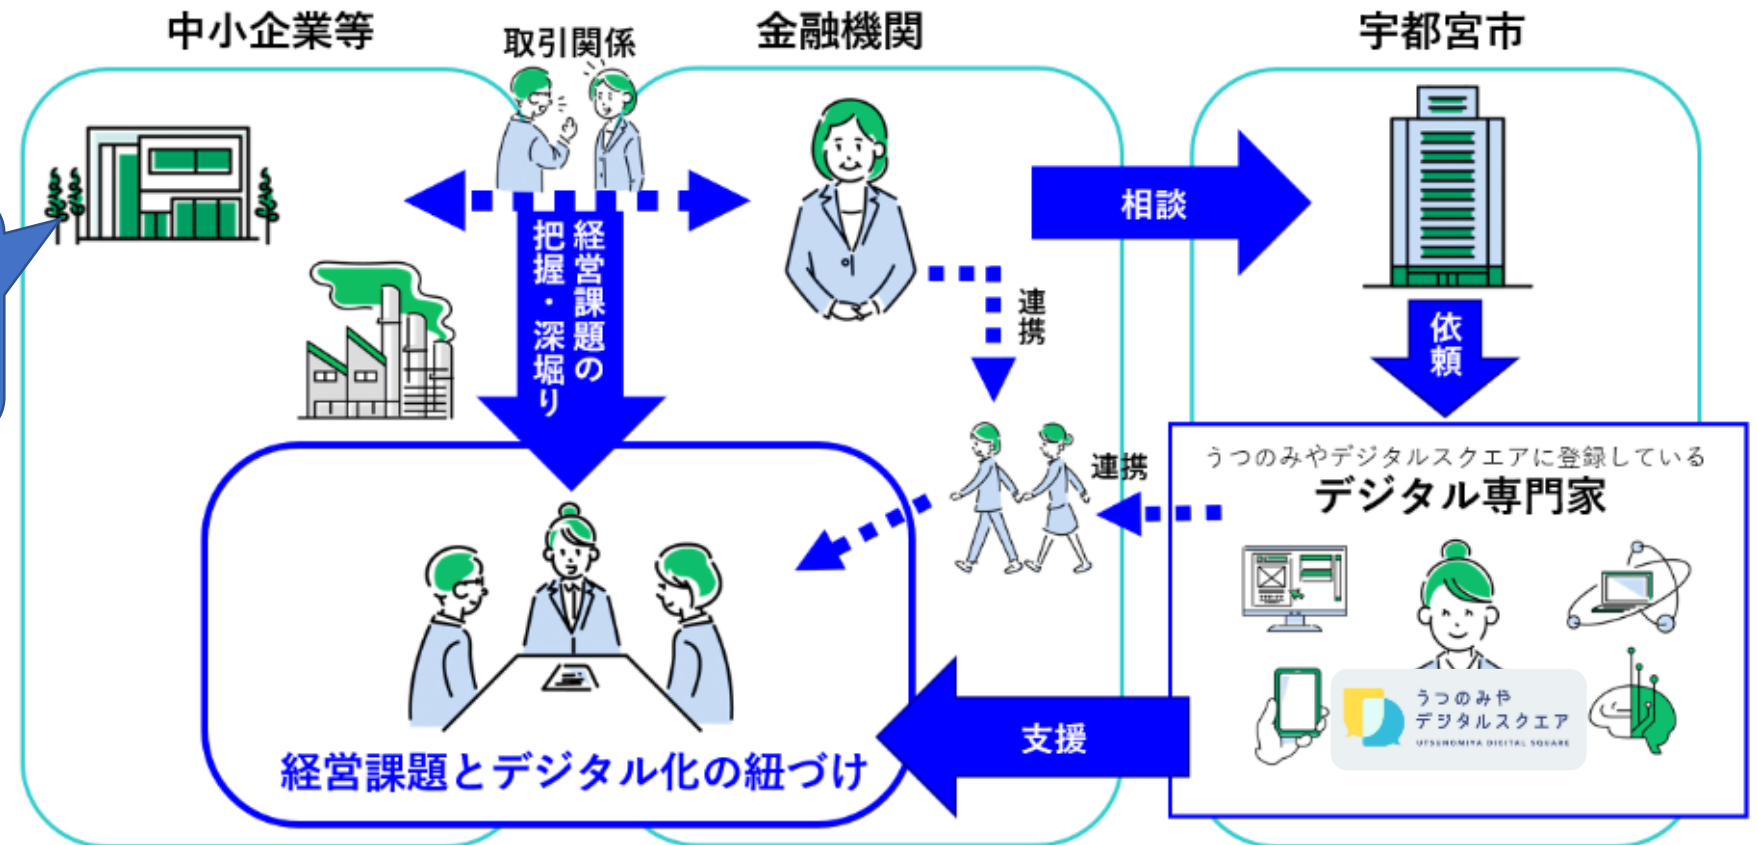 中小企業等
取引関係
金融機関
宇都宮市
経営課題の
把握・深堀り
相談
連携
依頼
うつのみやデジタルスクエアに登録している
デジタル専門家
連携
うつのみや
デジタルスクエア
UTSUNOMIYA DIGITAL SQUARE
支援
経営課題とデジタル化の紐づけ